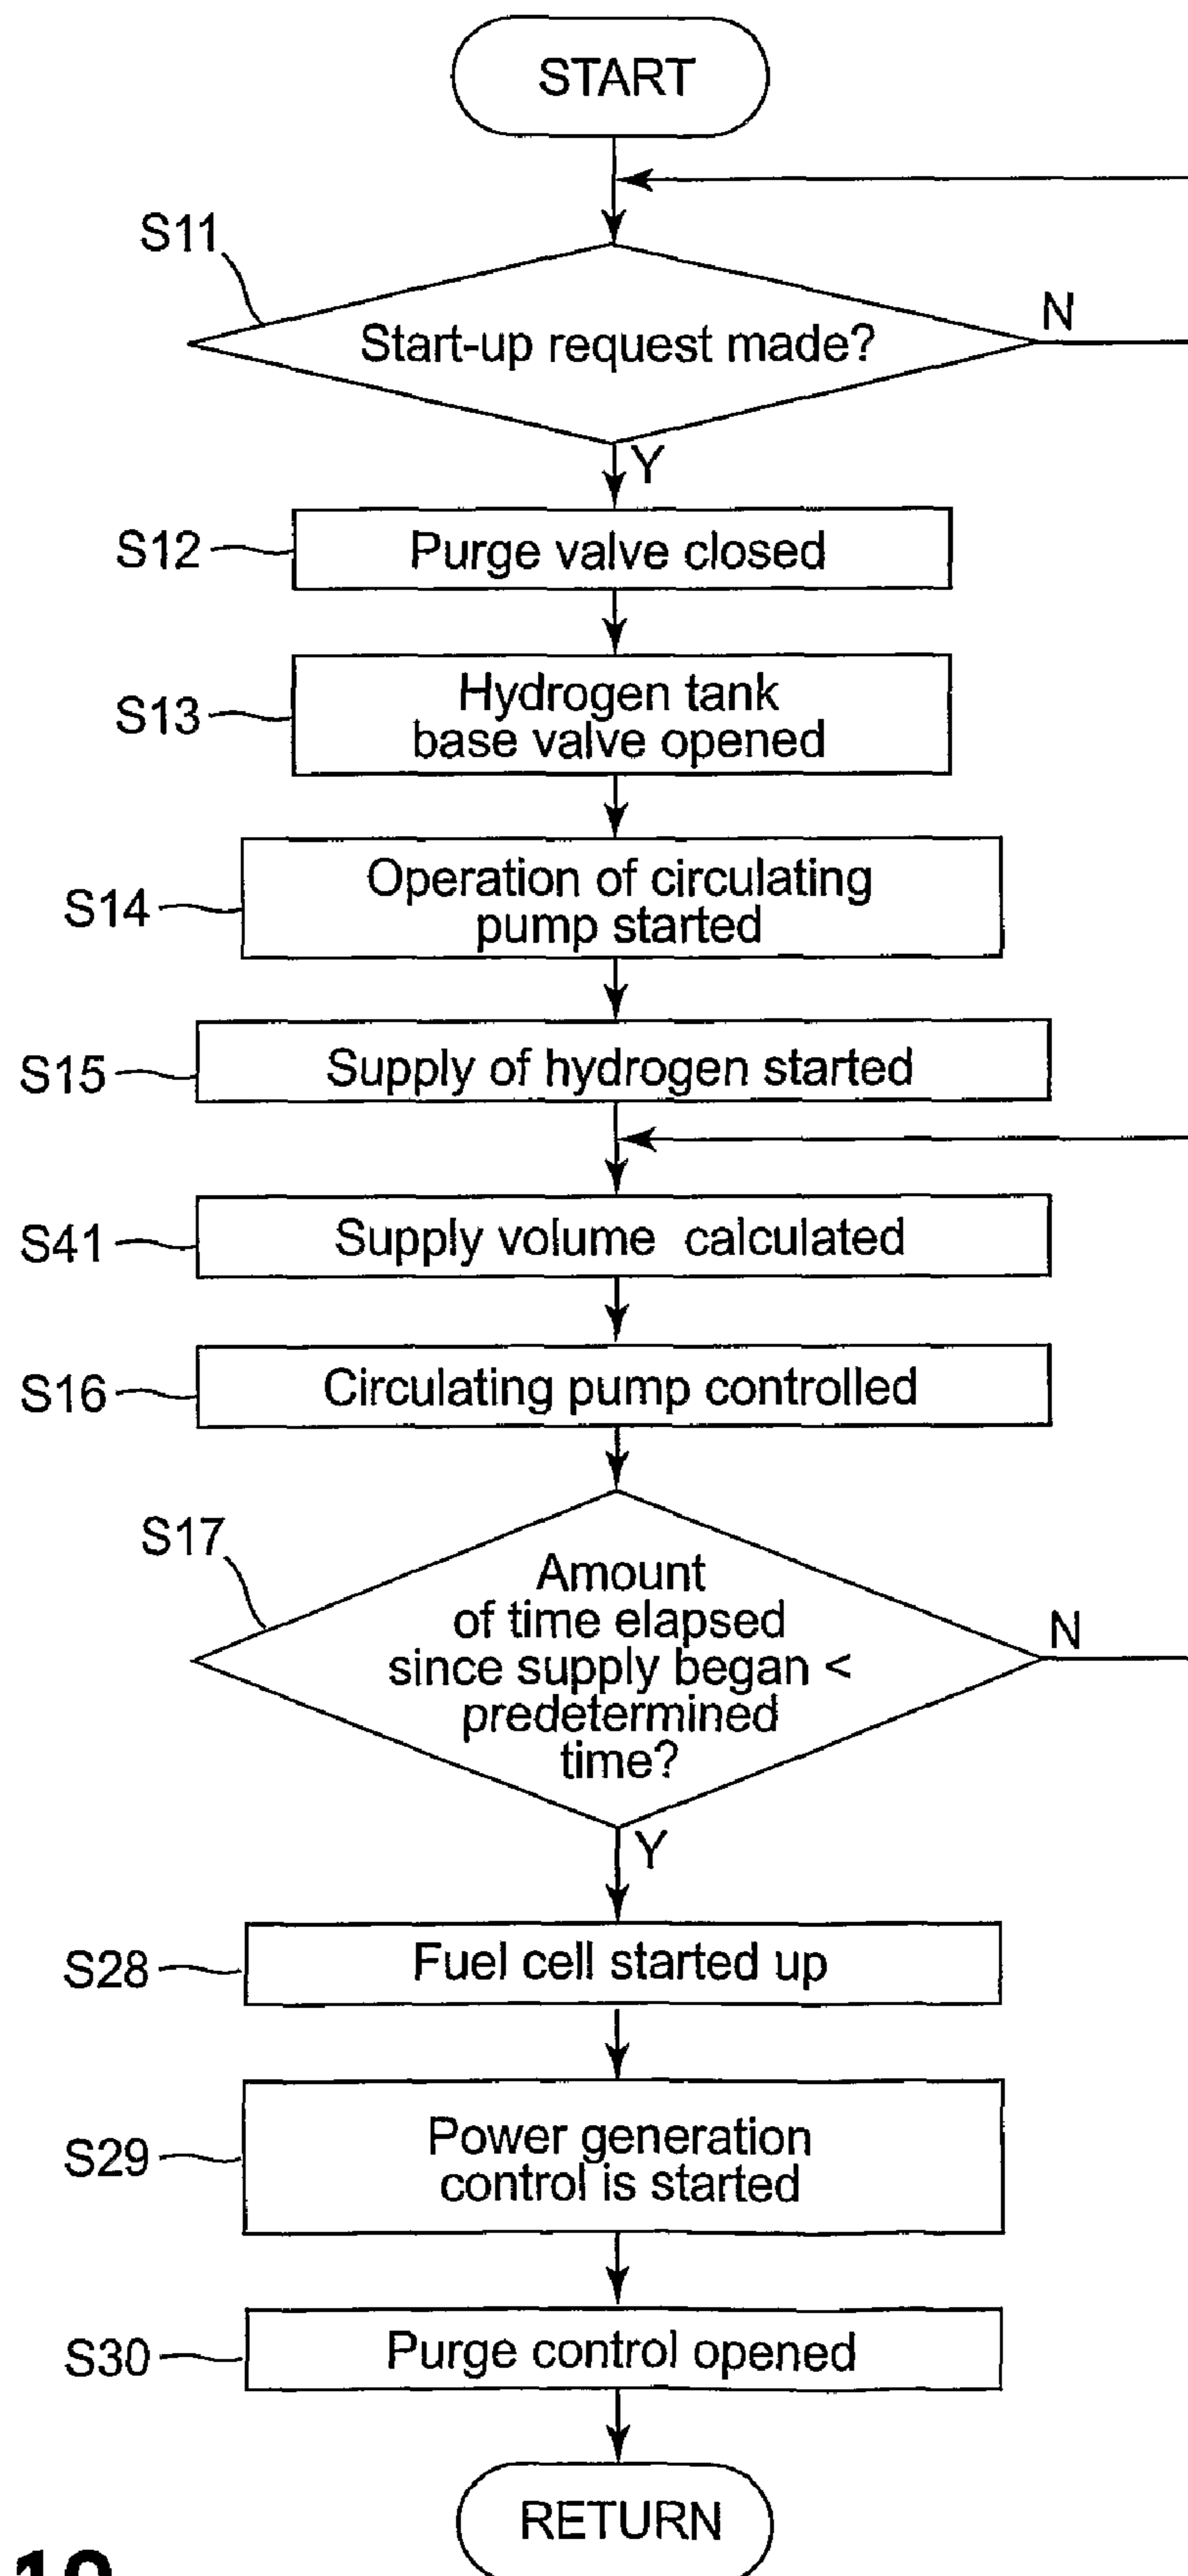 START
S11
Start-up request made?
N
Y
S12
Purge valve closed
S13
Hydrogen tank
base valve opened
S14
Operation of circulating
pump started
S15
Supply of hydrogen started
S41
Supply volume calculated
S16
Circulating pump controlled
S17
Amount
of time elapsed
since supply began <
predetermined
time?
N
Y
S28
Fuel cell started up
S29
Power generation
control is started
S30
Purge control opened
RETURN